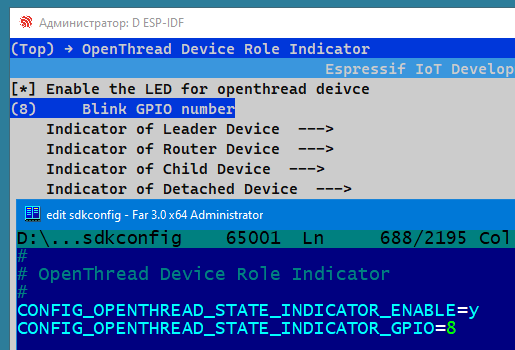 Администратор: D ESP-IDF
(Top) → OpenThread Device Role Indicator
Espressif IoT Develop
[*] Enable the LED for openthread deivce
(8) Blink GPIO number
Indicator of Leader Device --->
Indicator of Router Device --->
Indicator of Child Device --->
Indicator of Detached Device --->
edit sdkconfig - Far 3.0 x64 Administrator
D:\...sdkconfig 65001 Ln 688/2195 Col
#
# OpenThread Device Role Indicator
#
CONFIG_OPENTHREAD_STATE_INDICATOR_ENABLE=y
CONFIG_OPENTHREAD_STATE_INDICATOR_GPIO=8